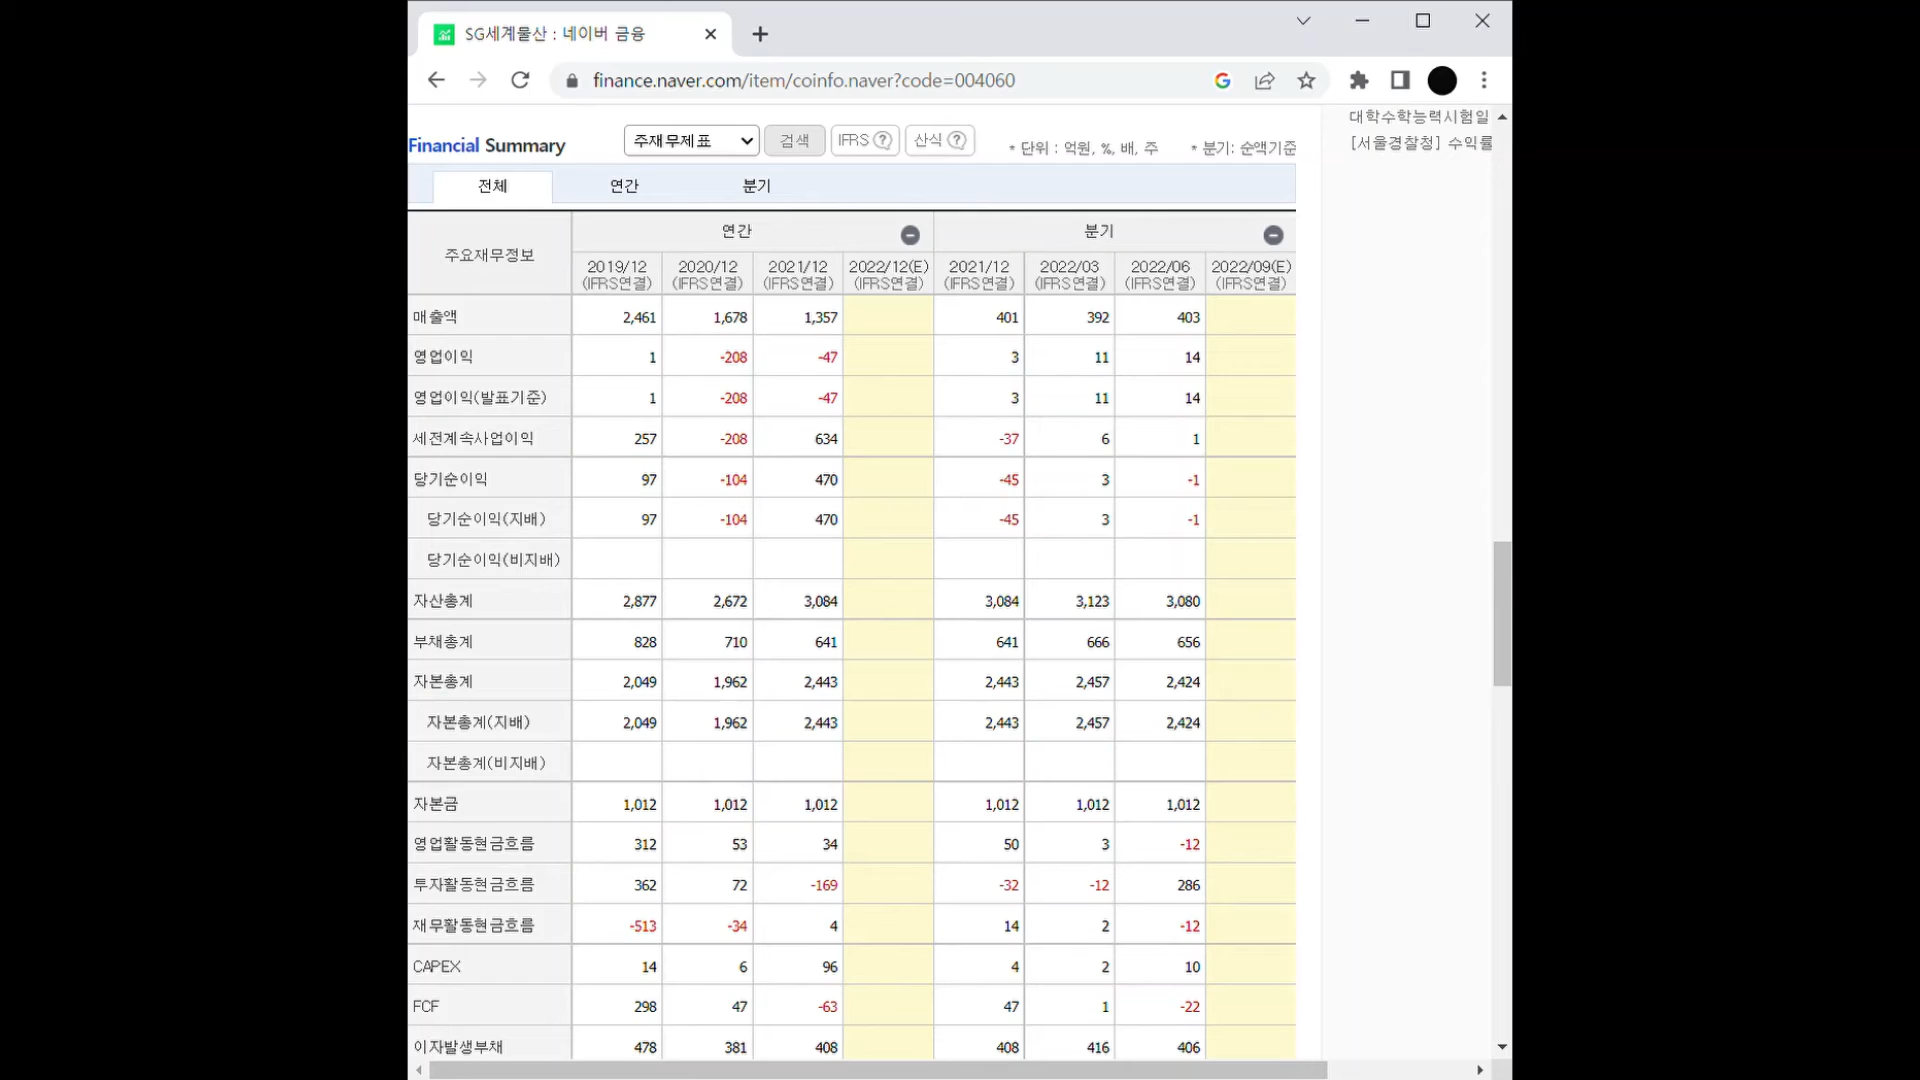 SG세계물산 : 네이버 금융
finance.naver.com/item/coinfo.naver?code=004060
대학수학능력시험일
[서울경찰청] 수익률
Financial Summary 주재무제표 검색 IFRS ? 산식 ? * 단위 : 억원, %, 배, 주 * 분기: 순액기준
전체 연간 분기
주요재무정보 연간 분기
2019/12 2020/12 2021/12 2022/12(E) 2021/12 2022/03 2022/06 2022/09(E)
(IFRS연결) (IFRS연결) (IFRS연결) (IFRS연결) (IFRS연결) (IFRS연결) (IFRS연결) (IFRS연결)
매출액 2,461 1,678 1,357 401 392 403
영업이익 1 -208 -47 3 11 14
영업이익(발표기준) 1 -208 -47 3 11 14
세전계속사업이익 257 -208 634 -37 6 1
당기순이익 97 -104 470 -45 3 -1
당기순이익(지배) 97 -104 470 -45 3 -1
당기순이익(비지배)
자산총계 2,877 2,672 3,084 3,084 3,123 3,080
부채총계 828 710 641 641 666 656
자본총계 2,049 1,962 2,443 2,443 2,457 2,424
자본총계(지배) 2,049 1,962 2,443 2,443 2,457 2,424
자본총계(비지배)
자본금 1,012 1,012 1,012 1,012 1,012 1,012
영업활동현금흐름 312 53 34 50 3 -12
투자활동현금흐름 362 72 -169 -32 -12 286
재무활동현금흐름 -513 -34 4 14 2 -12
CAPEX 14 6 96 4 2 10
FCF 298 47 -63 47 1 -22
이자발생부채 478 381 408 408 416 406